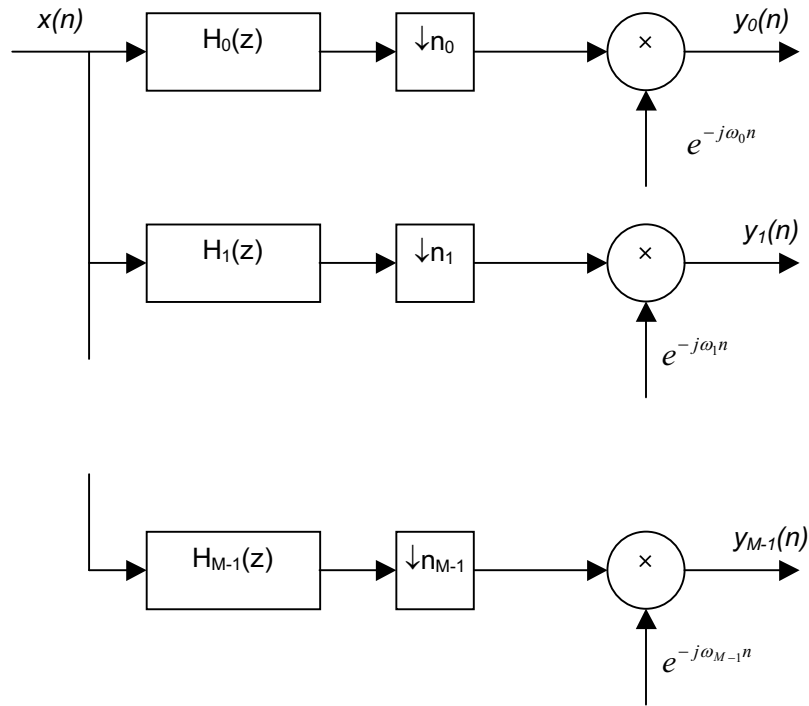 x(n) H₀(z) ↓n₀ × y₀(n)
e^{-jω₀n}
H₁(z) ↓n₁ × y₁(n)
e^{-jω₁n}
H_{M-1}(z) ↓n_{M-1} × y_{M-1}(n)
e^{-jω_{M-1}n}